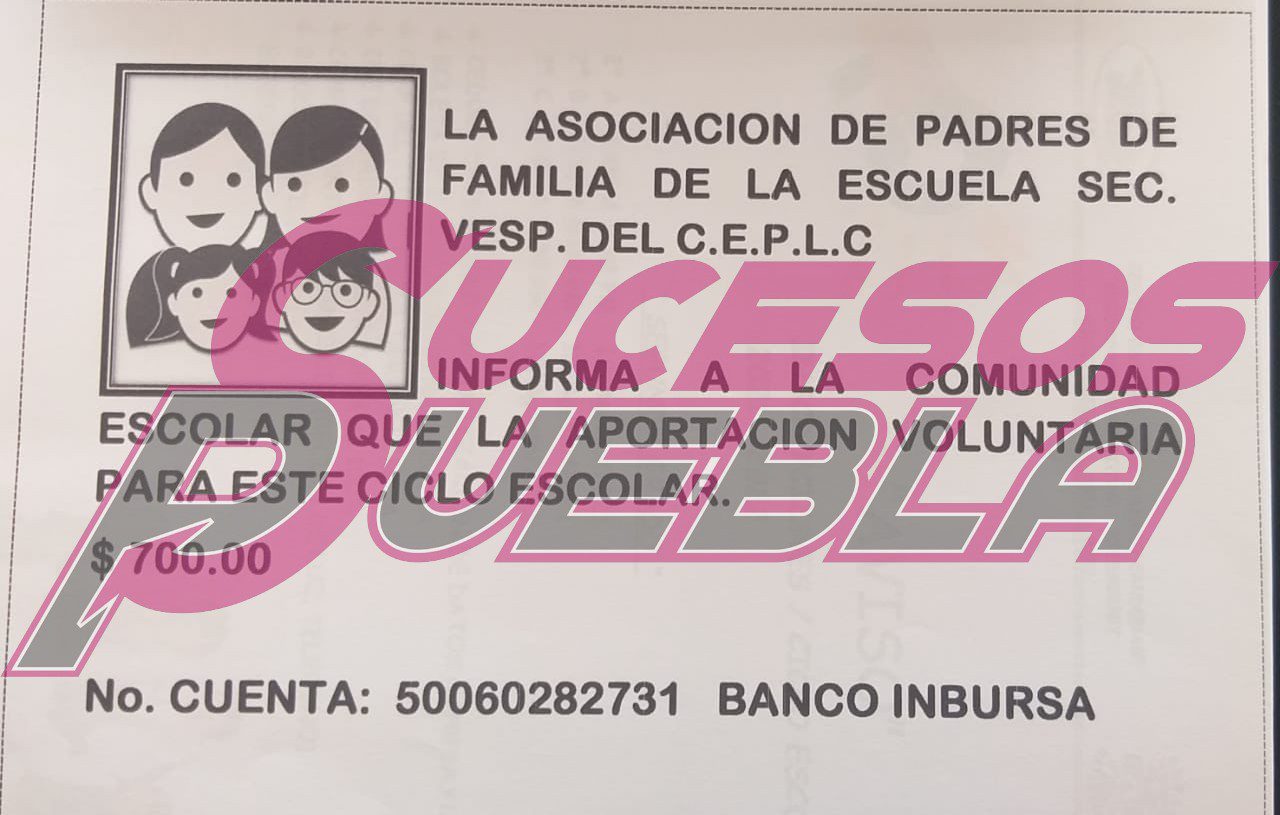 LA ASOCIACION DE PADRES DE
FAMILIA DE LA ESCUELA SEC.
VESP. DEL C.E.P.L.C
INFORMA A LA COMUNIDAD
ESCOLAR QUE LA APORTACION VOLUNTARIA
PARA ESTE CICLO ESCOLAR.
$ 700.00
No. CUENTA: 50060282731 BANCO INBURSA
SUCESOS
PUEBLA